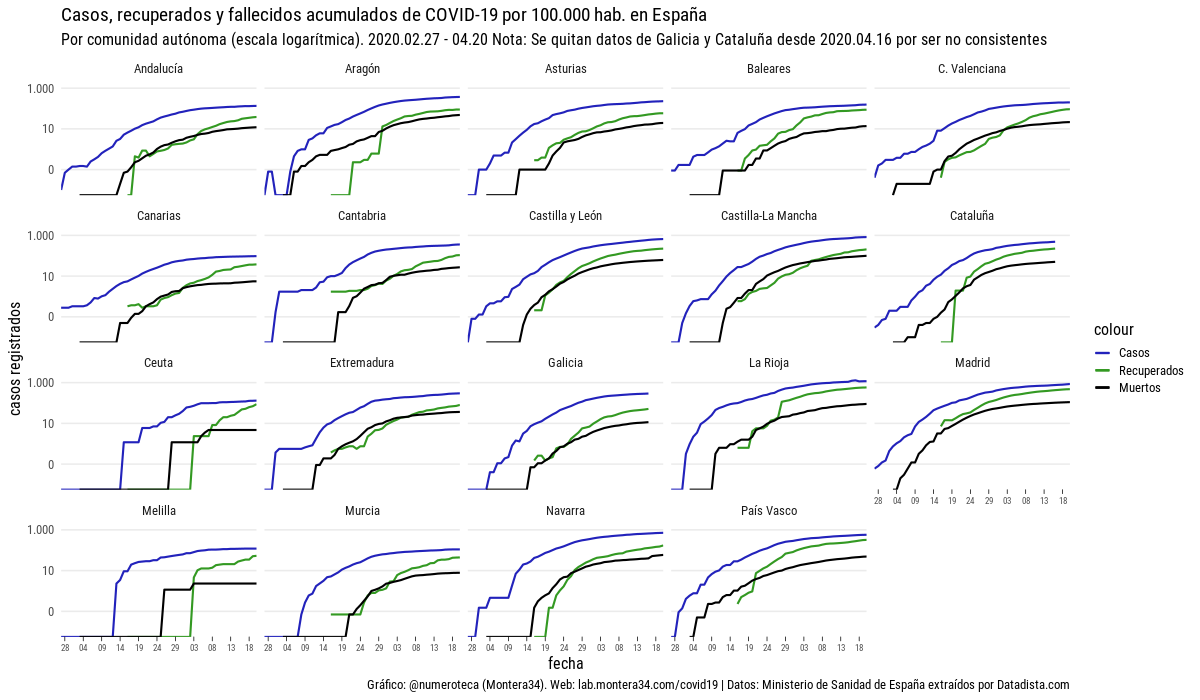 Casos, recuperados y fallecidos acumulados de COVID-19 por 100.000 hab. en España
Por comunidad autónoma (escala logarítmica). 2020.02.27 - 04.20 Nota: Se quitan datos de Galicia y Cataluña desde 2020.04.16 por ser no consistentes
Andalucía Aragón Asturias Baleares C. Valenciana
1.000
10
0
Canarias Cantabria Castilla y León Castilla-La Mancha Cataluña
1.000
10
0
casos registrados
Ceuta Extremadura Galicia La Rioja Madrid
1.000
10
0
28 04 09 14 19 24 29 03 08 13 18
Melilla Murcia Navarra País Vasco
1.000
10
0
28 04 09 14 19 24 29 03 08 13 18 28 04 09 14 19 24 29 03 08 13 18 28 04 09 14 19 24 29 03 08 13 18 28 04 09 14 19 24 29 03 08 13 18
fecha
colour
Casos
Recuperados
Muertos
Gráfico: @numeroteca (Montera34). Web: lab.montera34.com/covid19 | Datos: Ministerio de Sanidad de España extraídos por Datadista.com